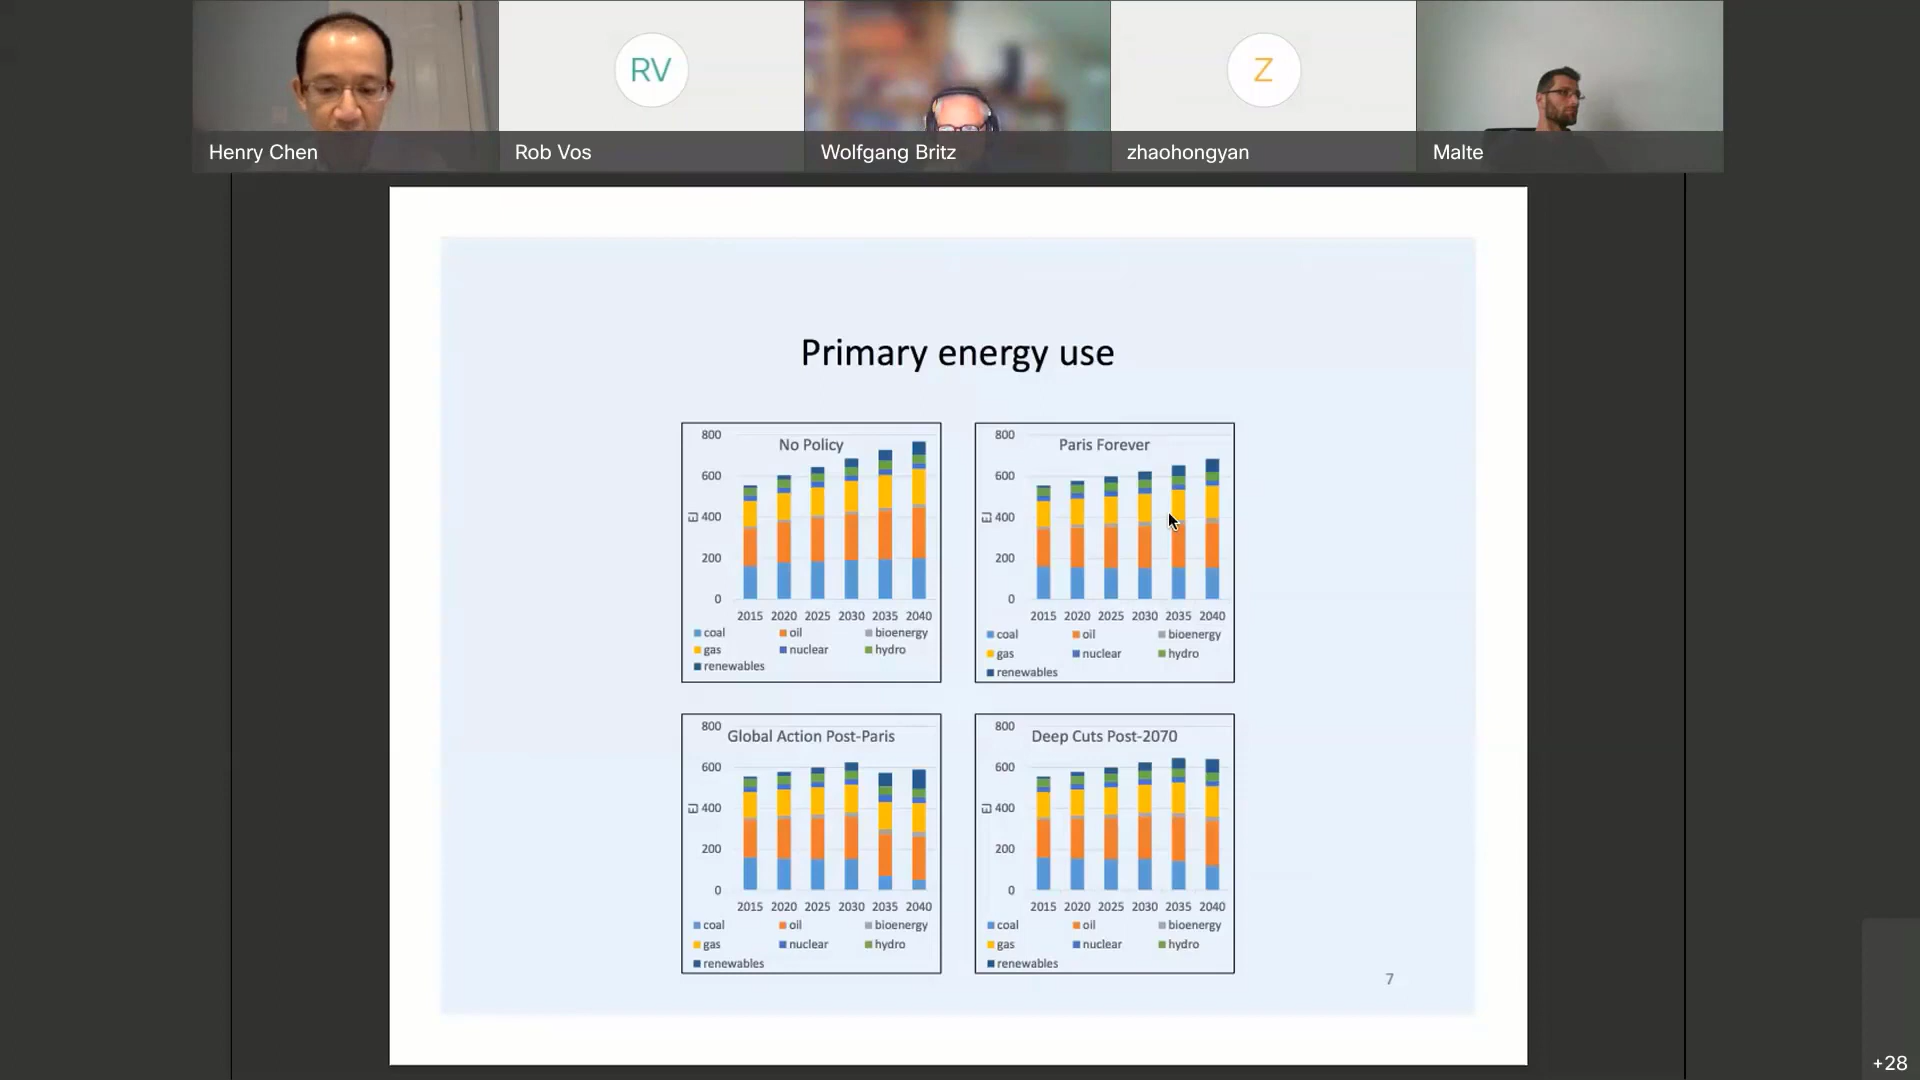 RV
Z
Henry Chen
Rob Vos
Wolfgang Britz
zhaohongyan
Malte
Primary energy use
No Policy
800
600
EJ 400
200
0
2015 2020 2025 2030 2035 2040
coal oil bioenergy
gas nuclear hydro
renewables
Paris Forever
800
600
EJ 400
200
0
2015 2020 2025 2030 2035 2040
coal oil bioenergy
gas nuclear hydro
renewables
Global Action Post-Paris
800
600
EJ 400
200
0
2015 2020 2025 2030 2035 2040
coal oil bioenergy
gas nuclear hydro
renewables
Deep Cuts Post-2070
800
600
EJ 400
200
0
2015 2020 2025 2030 2035 2040
coal oil bioenergy
gas nuclear hydro
renewables
7
+28